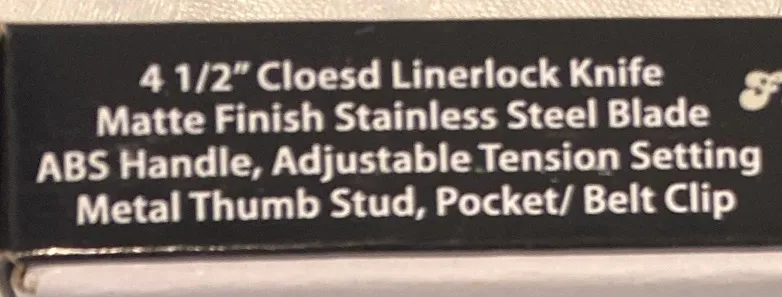 4 1/2" Cloesd Linerlock Knife
Matte Finish Stainless Steel Blade
ABS Handle, Adjustable Tension Setting
Metal Thumb Stud, Pocket/ Belt Clip